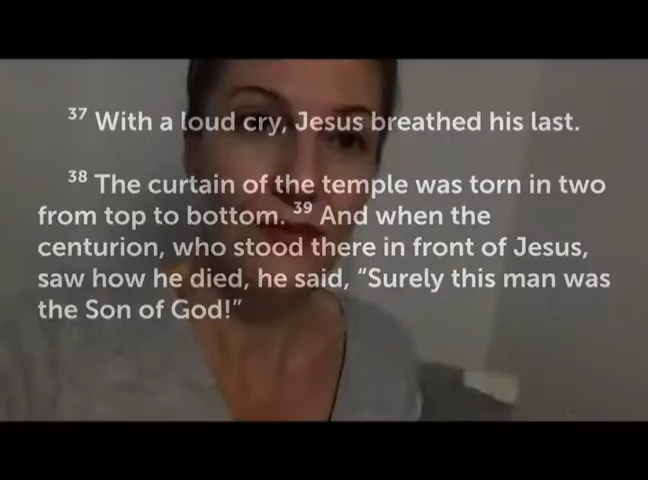 37 With a loud cry, Jesus breathed his last.
38 The curtain of the temple was torn in two
from top to bottom. 39 And when the
centurion, who stood there in front of Jesus,
saw how he died, he said, “Surely this man was
the Son of God!”